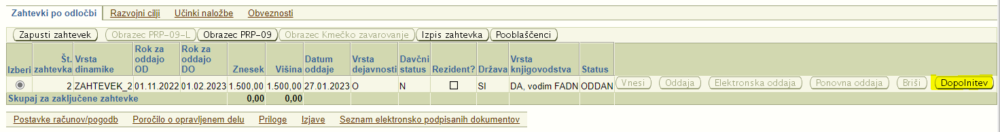 Zahtevki po odločbi Razvojni cilji Učinki naložbe Obveznosti
Zapusti zahtevek Obrazec PRP-09-L Obrazec PRP-09 Obrazec Kmečko zavarovanje Izpis zahtevka Pooblaščenci
Izberi Št. zahtevka Vrsta dinamike Rok za oddajo OD Rok za oddajo DO Znesek Višina Datum oddaje Vrsta dejavnosti Davčni status Rezident? Država Vrsta knjigovodstva Status
2 ZAHTEVEK_2 01.11.2022 01.02.2023 1.500,00 1.500,00 27.01.2023 O N SI DA, vodim FADN ODDAN Vnesi Oddaja Elektronska oddaja Ponovna oddaja Briši Dopolnitev
Skupaj za zaključene zahtevke 0,00 0,00
Postavke računov/pogodb Poročilo o opravljenem delu Priloge Izjave Seznam elektronsko podpisanih dokumentov